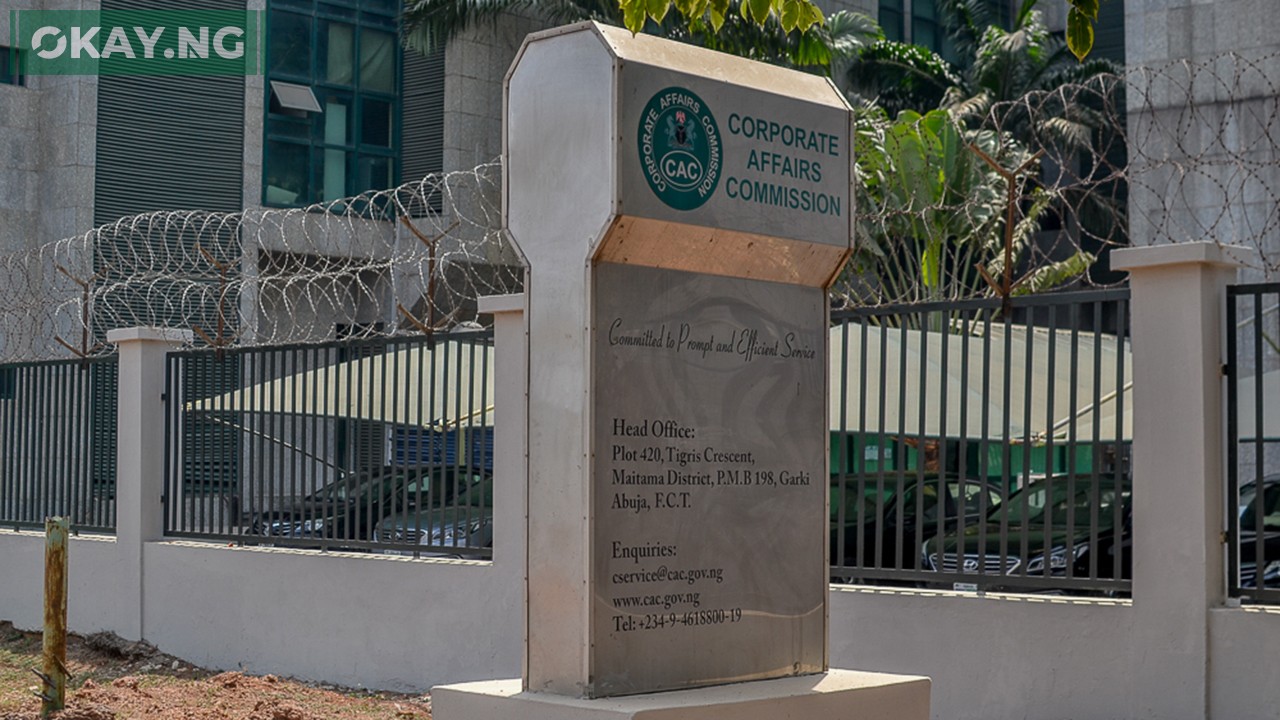 OKAY.NG
CORPORATE AFFAIRS COMMISSION
CAC
CORPORATE
AFFAIRS
COMMISSION
Committed to Prompt and Efficient Service
Head Office:
Plot 420, Tigris Crescent,
Maitama District, P.M.B 198, Garki
Abuja, F.C.T.
Enquiries:
cservice@cac.gov.ng
www.cac.gov.ng
Tel: +234-9-4618800-19